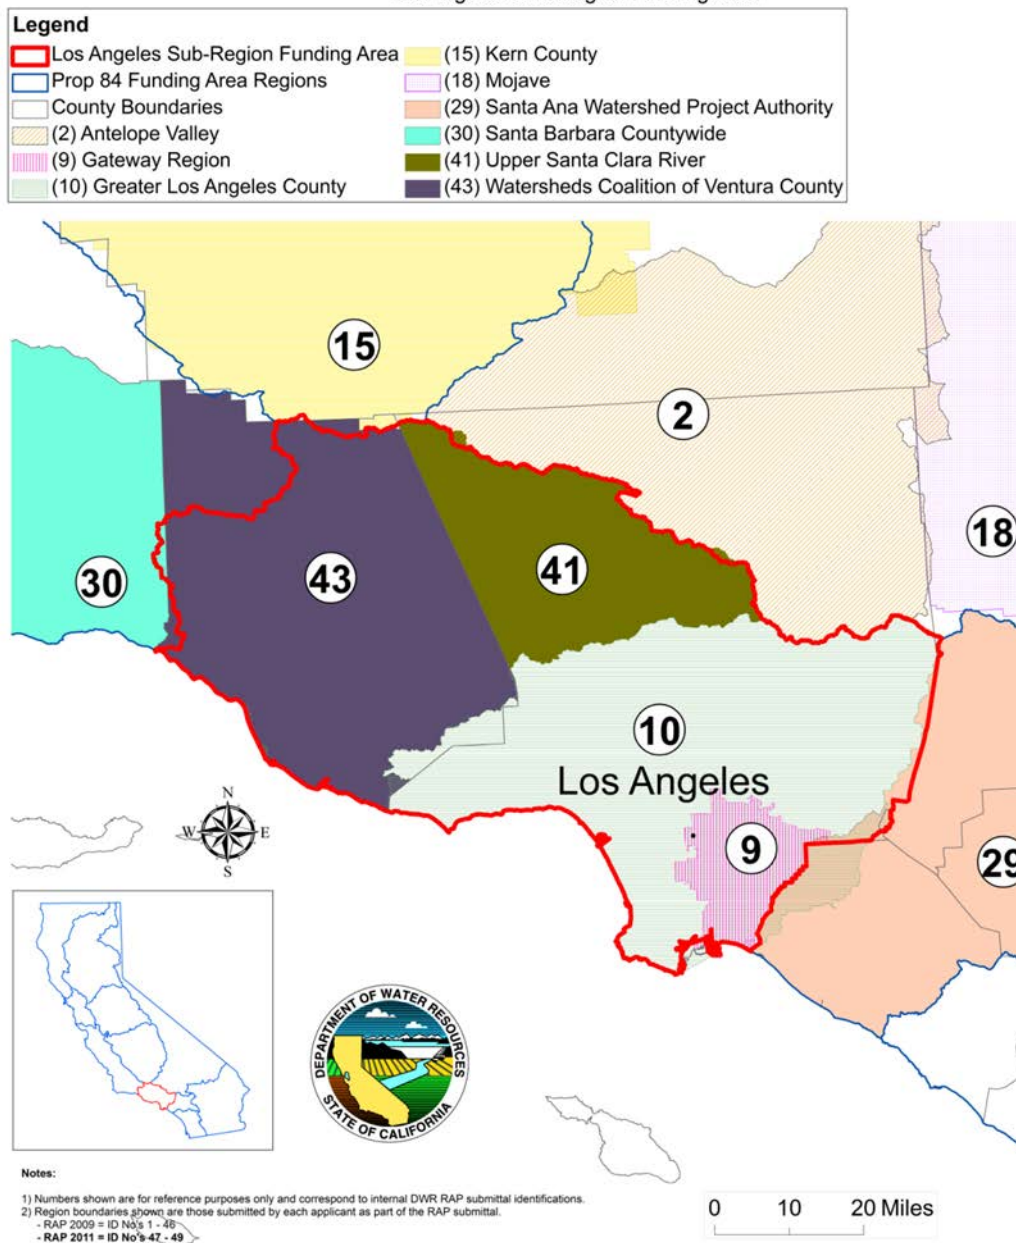 Legend
Los Angeles Sub-Region Funding Area
Prop 84 Funding Area Regions
County Boundaries
(2) Antelope Valley
(9) Gateway Region
(10) Greater Los Angeles County
(15) Kern County
(18) Mojave
(29) Santa Ana Watershed Project Authority
(30) Santa Barbara Countywide
(41) Upper Santa Clara River
(43) Watersheds Coalition of Ventura County
15
2
18
30
43
41
10
Los Angeles
9
29
N
W E
S
DEPARTMENT OF WATER RESOURCES
STATE OF CALIFORNIA
Notes:
1) Numbers shown are for reference purposes only and correspond to internal DWR RAP submittal identifications.
2) Region boundaries shown are those submitted by each applicant as part of the RAP submittal.
- RAP 2009 = ID No's 1 - 46
- RAP 2011 = ID No's 47 - 49
0 10 20 Miles